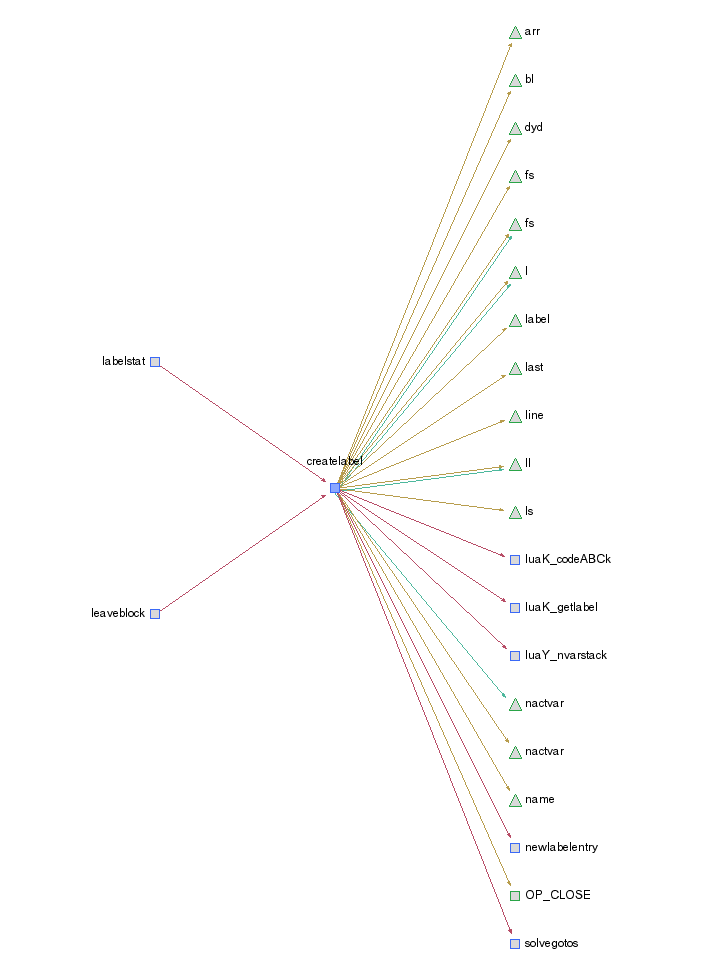 arr
bl
dyd
fs
fs
l
label
labelstat
last
line
createlabel
ll
ls
luaK_codeABCk
luaK_getlabel
leaveblock
luaY_nvarstack
nactvar
nactvar
name
newlabelentry
OP_CLOSE
solvegotos